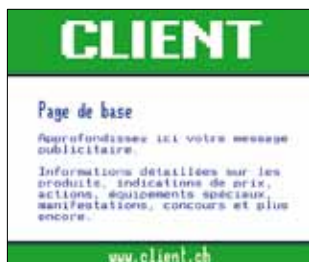 CLIENT
Page de base
Approfondissez ici votre message
publicitaire.
Informations détaillées sur les
produits, indications de prix,
actions, équipements spéciaux,
manifestations, concours et plus
encore.
www.client.ch